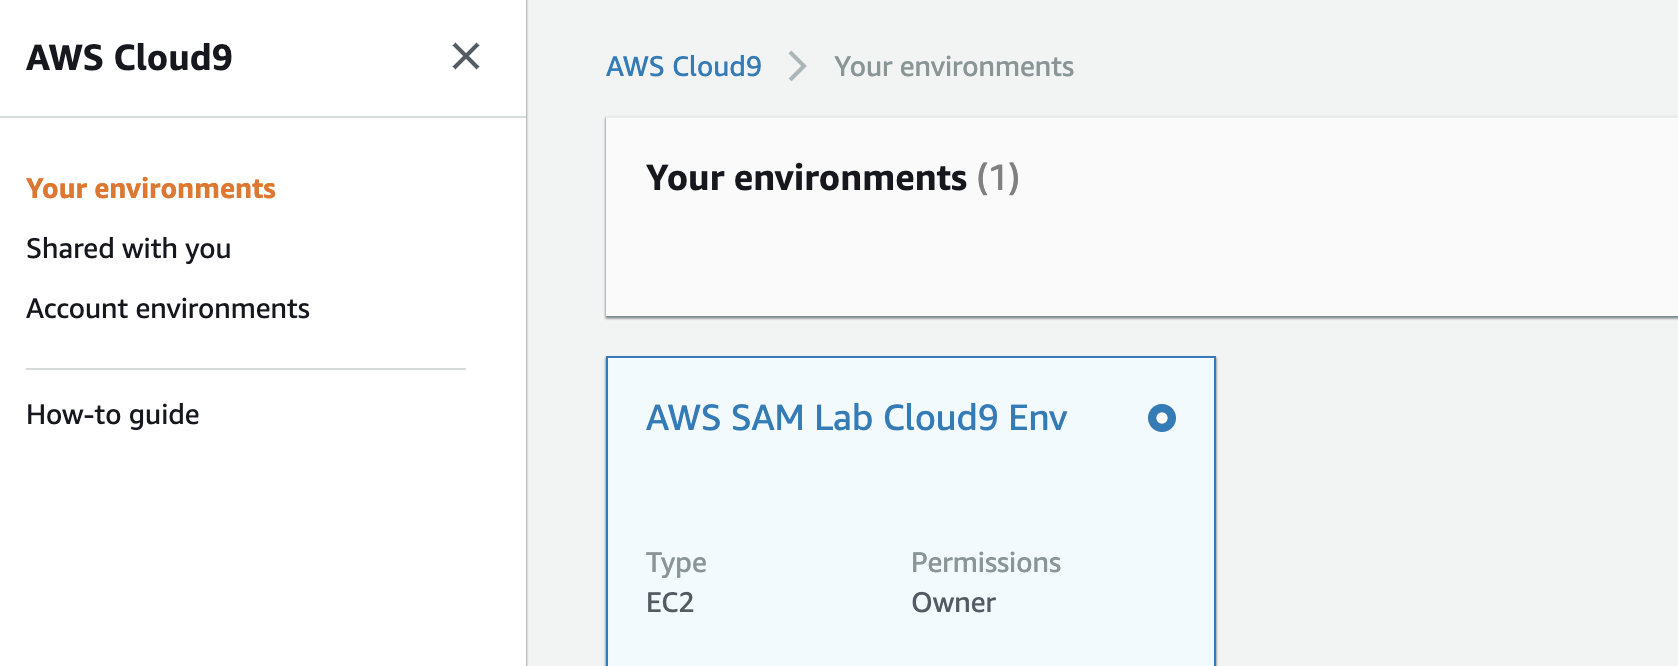 AWS Cloud9
Your environments
Shared with you
Account environments
How-to guide
AWS Cloud9 > Your environments
Your environments (1)
AWS SAM Lab Cloud9 Env
Type Permissions
EC2 Owner